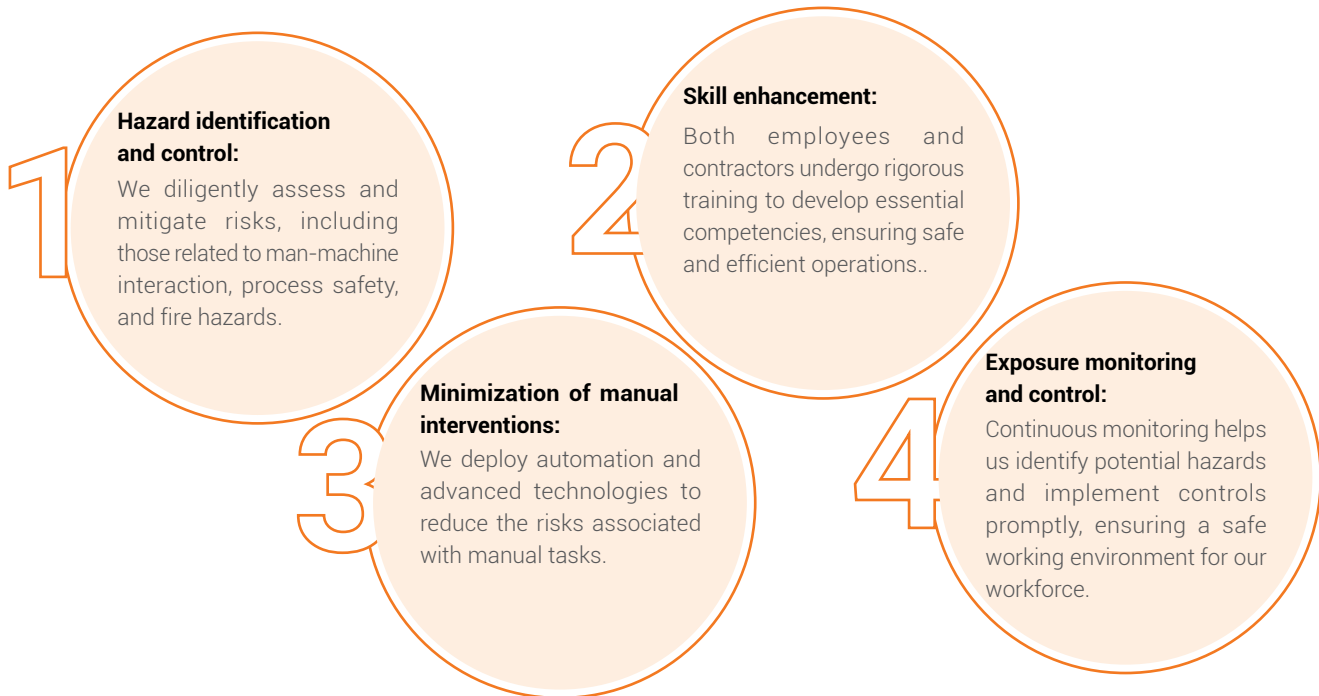 1
Hazard identification
and control:
We diligently assess and
mitigate risks, including
those related to man-machine
interaction, process safety,
and fire hazards.
2
Skill enhancement:
Both employees and
contractors undergo rigorous
training to develop essential
competencies, ensuring safe
and efficient operations..
3
Minimization of manual
interventions:
We deploy automation and
advanced technologies to
reduce the risks associated
with manual tasks.
4
Exposure monitoring
and control:
Continuous monitoring helps
us identify potential hazards
and implement controls
promptly, ensuring a safe
working environment for our
workforce.